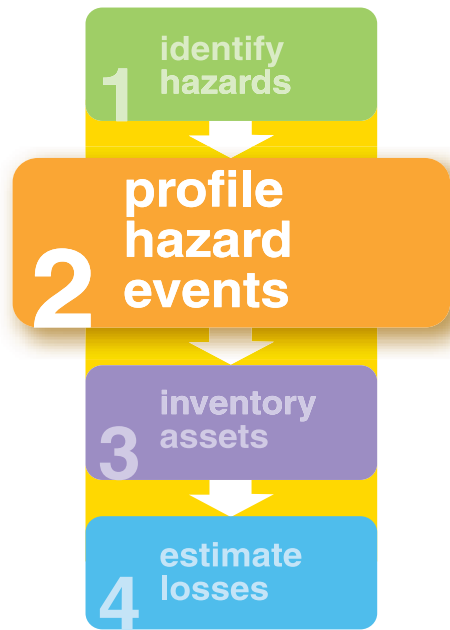 1
identify
hazards
2
profile
hazard
events
3
inventory
assets
4
estimate
losses